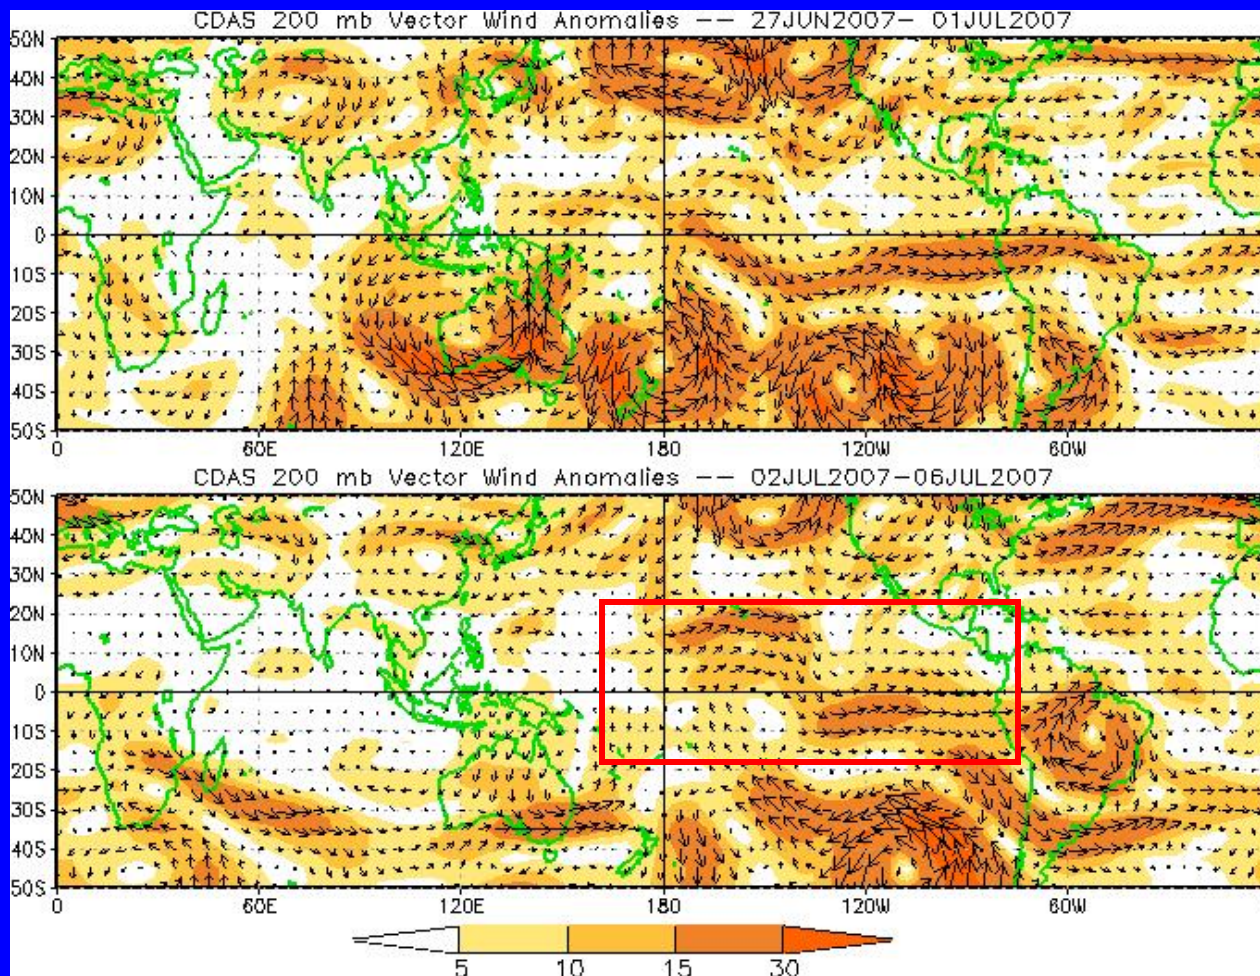 CDAS 200 mb Vector Wind Anomalies -- 27JUN2007- 01JUL2007
50N
40N
30N
20N
10N
0
10S
20S
30S
40S
50S
0 60E 120E 180 120W 60W
CDAS 200 mb Vector Wind Anomalies -- 02JUL2007-06JUL2007
50N
40N
30N
20N
10N
0
10S
20S
30S
40S
50S
0 60E 120E 180 120W 60W
5 10 15 30